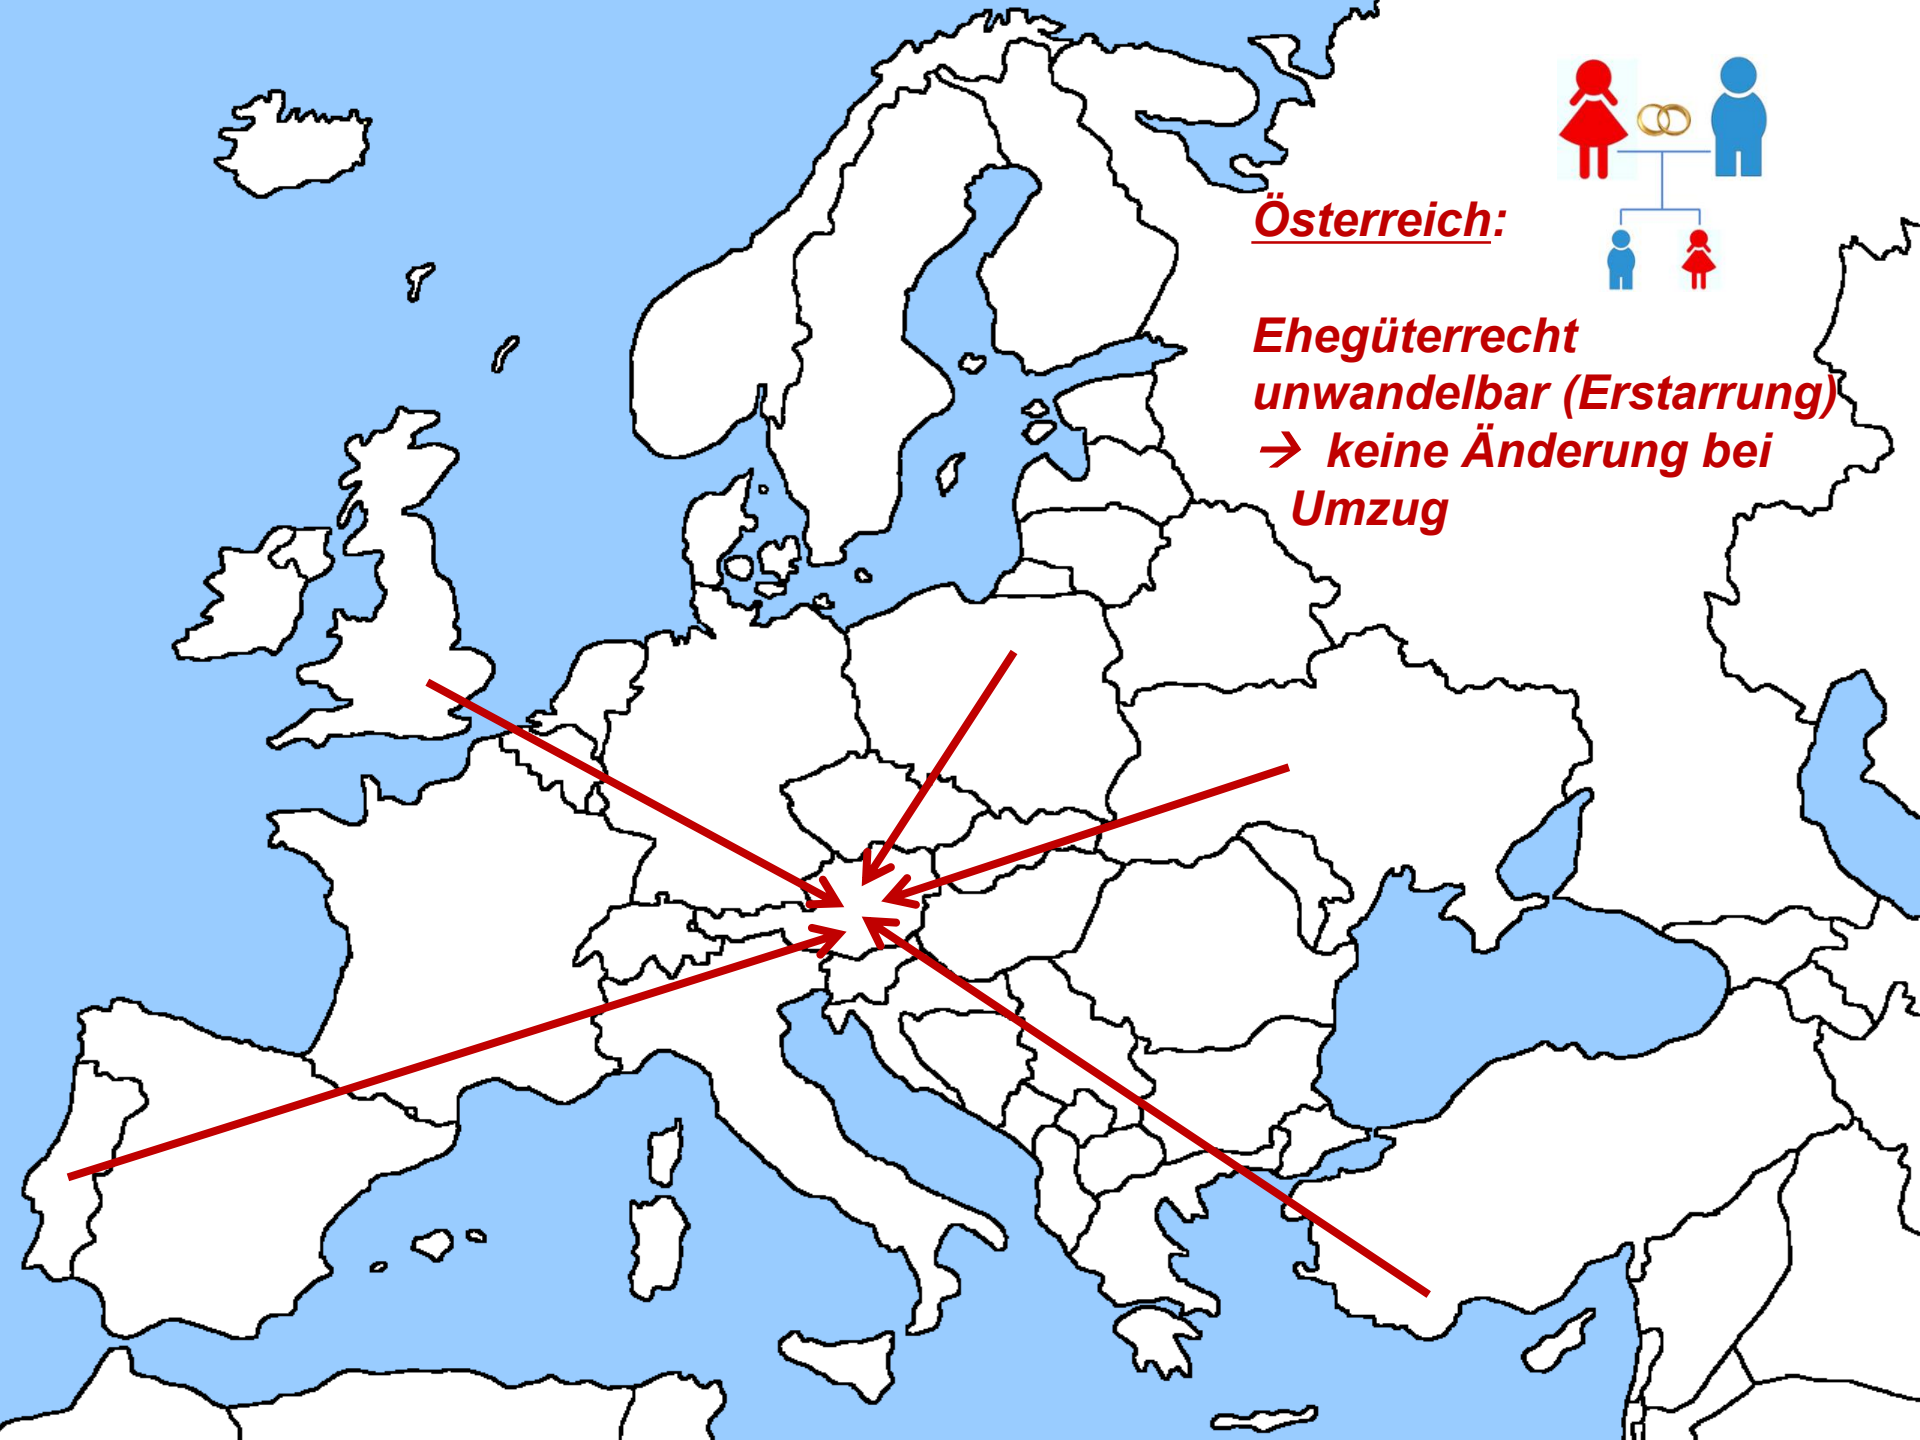 Österreich:
Ehegüterrecht
unwandelbar (Erstarrung)
→ keine Änderung bei
Umzug